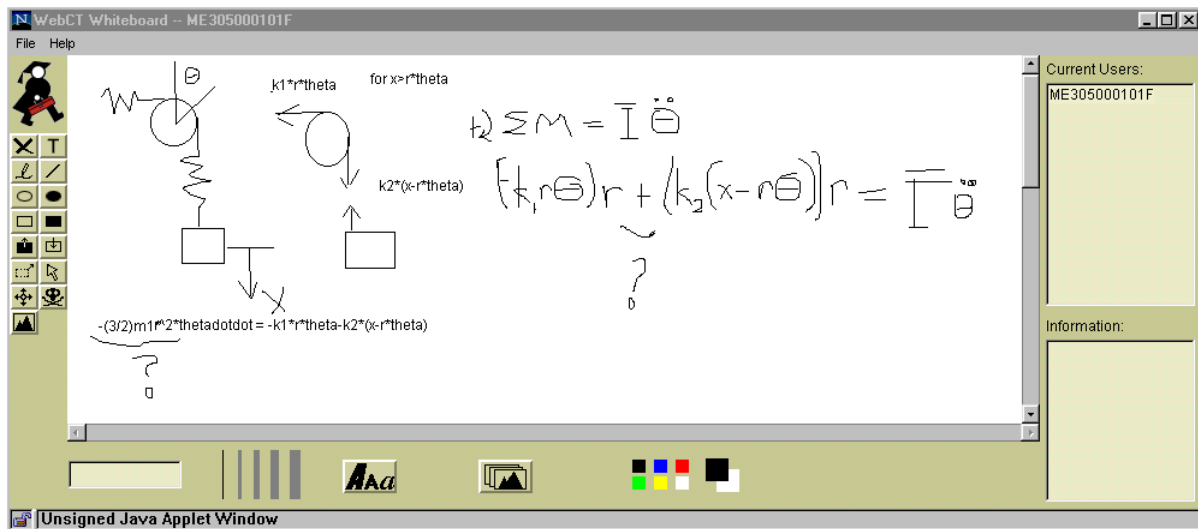 WebCT Whiteboard -- ME305000101F
File Help
θ
k1*r*theta
for x>r*theta
k2*(x-r*theta)
x
+) ΣM = I̅ θ̈
(-k₁rθ)r + (k₂(x-rθ))r = I̅ θ̈
?
-(3/2)m1r^2*thetadotdot = -k1*r*theta-k2*(x-r*theta)
?
Current Users:
ME305000101F
Information:
T
AAa
Unsigned Java Applet Window